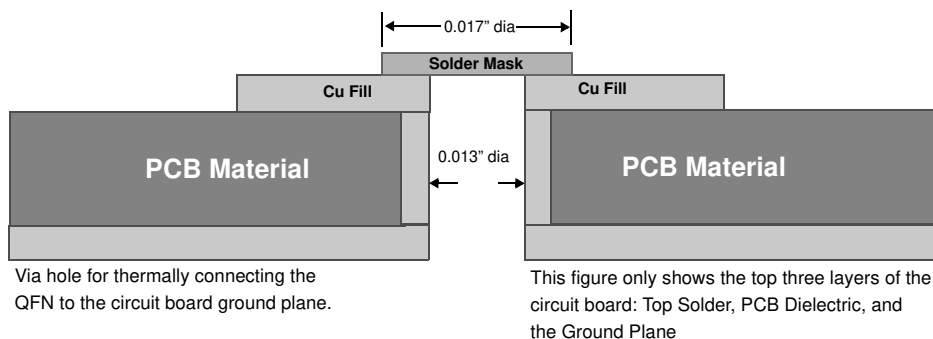 0.017” dia
Solder Mask
Cu Fill
Cu Fill
0.013” dia
PCB Material
PCB Material
Via hole for thermally connecting the
QFN to the circuit board ground plane.
This figure only shows the top three layers of the
circuit board: Top Solder, PCB Dielectric, and
the Ground Plane